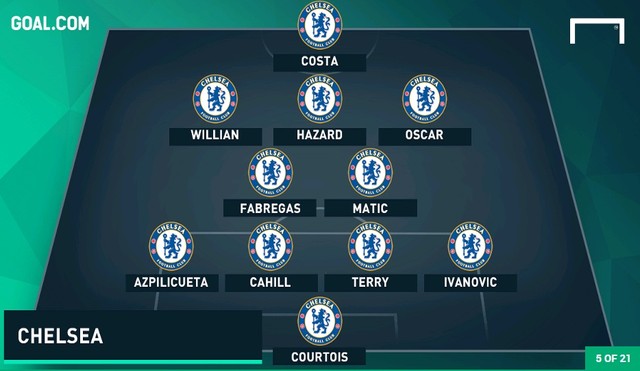 GOAL.COM
COSTA
WILLIAN HAZARD OSCAR
FABREGAS MATIC
AZPILICUETA CAHILL TERRY IVANOVIC
CHELSEA
COURTOIS
5 OF 21